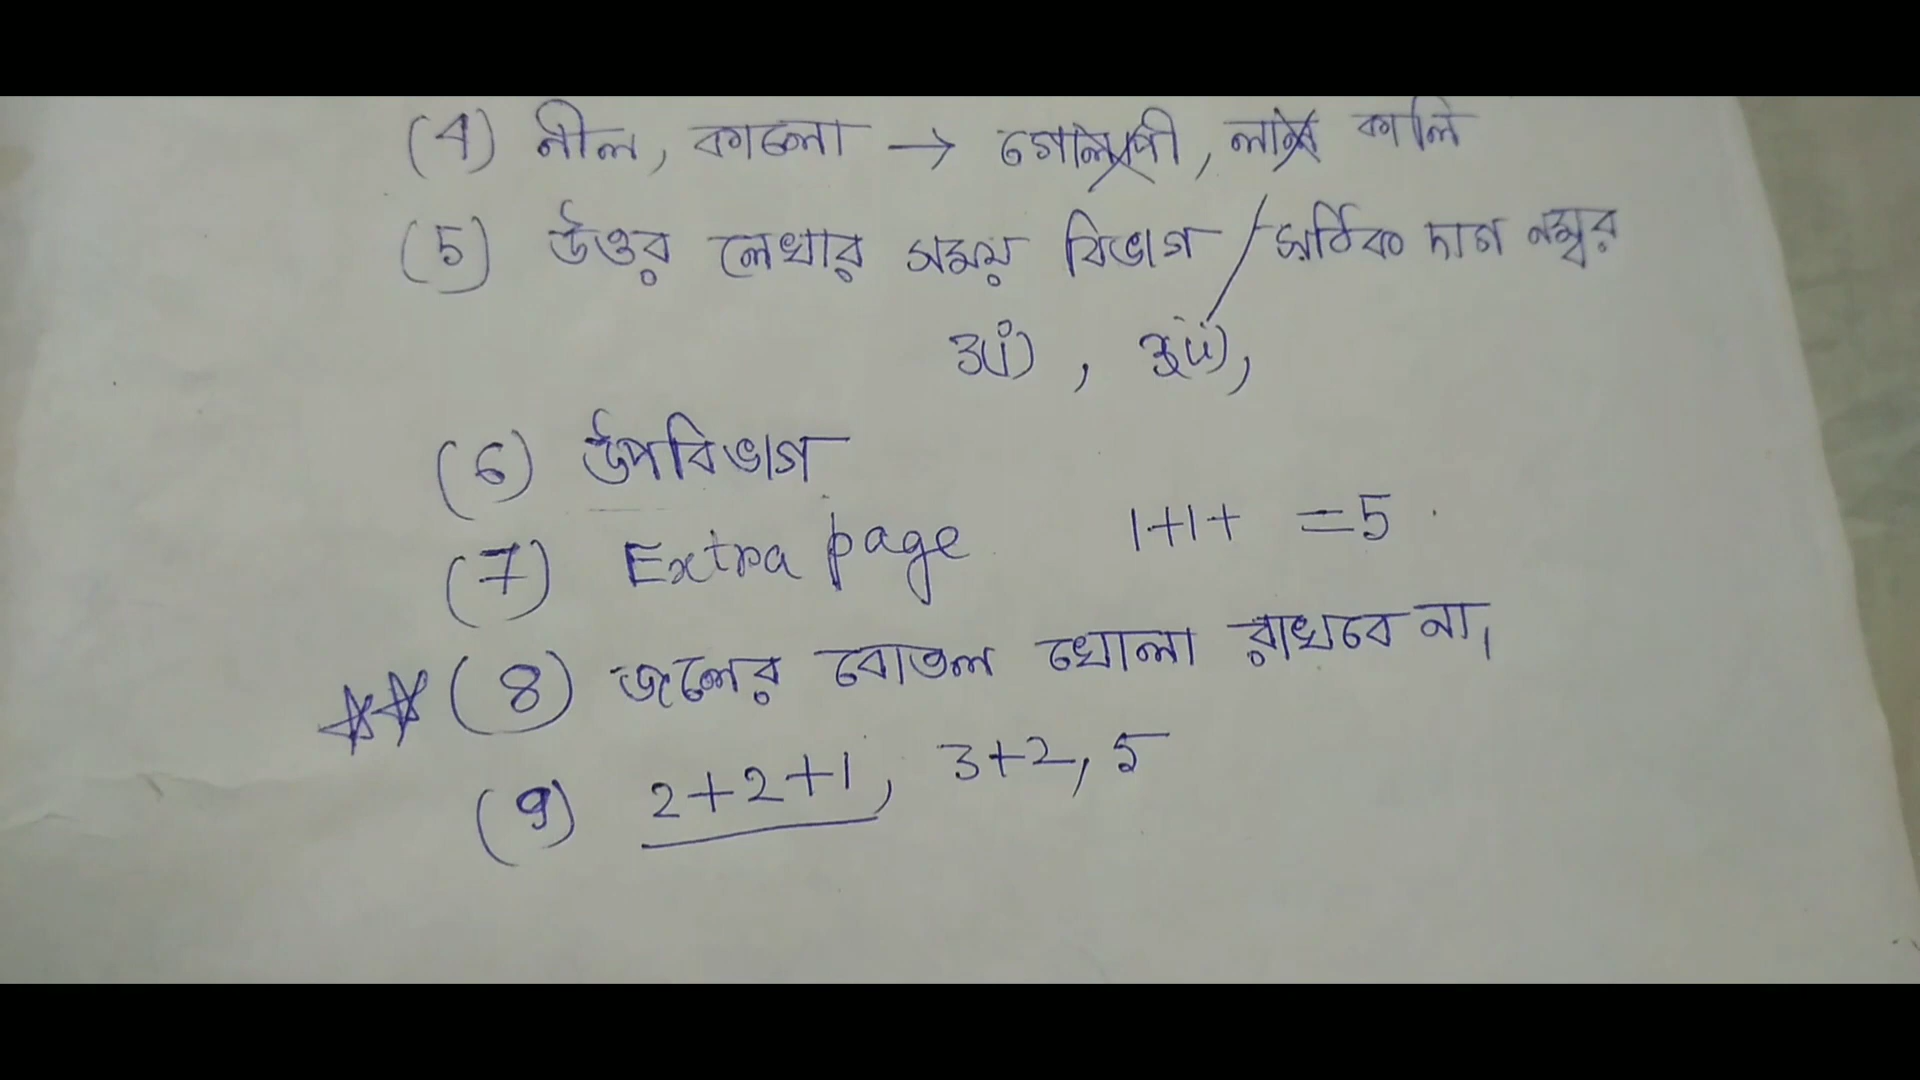 (4) নীল, কালো → গোলাপী, লাল কালি
(5) উত্তর লেখার সময় বিভাগ / সঠিক দাগ নম্বর
3(i), 3(ii),
(6) উপবিভাগ
(7) Extra page 1+1+ =5
(8) জলের বোতল খোলা রাখবে না।
(9) 2+2+1, 3+2, 5